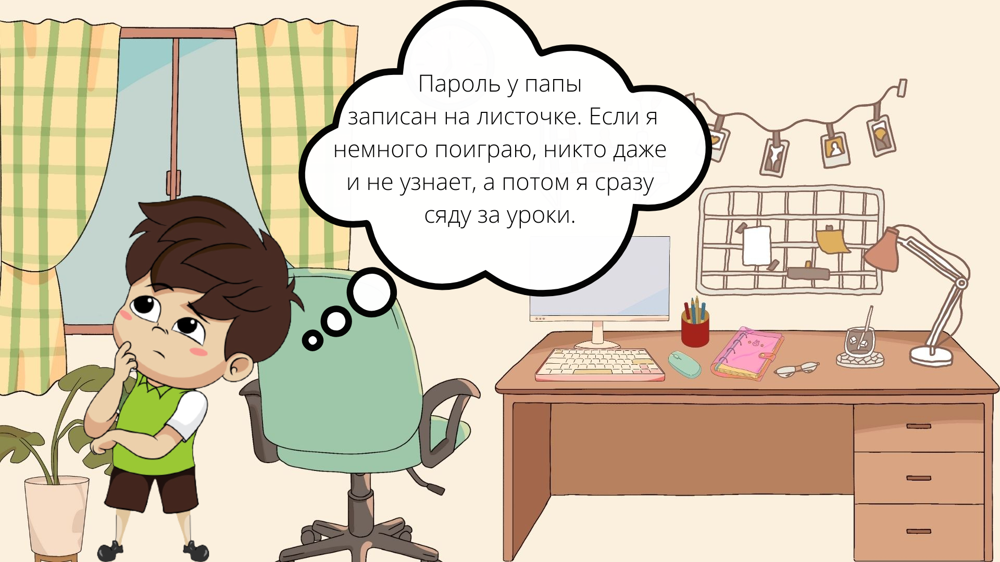 Пароль у папы
записан на листочке. Если я
немного поиграю, никто даже
и не узнает, а потом я сразу
сяду за уроки.